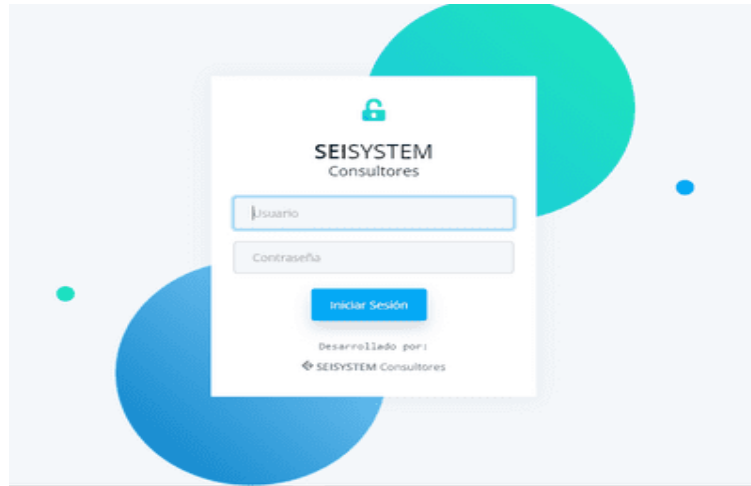 SEISYSTEM
Consultores
Usuario
Contraseña
Iniciar Sesión
Desarrollado por:
SEISYSTEM Consultores